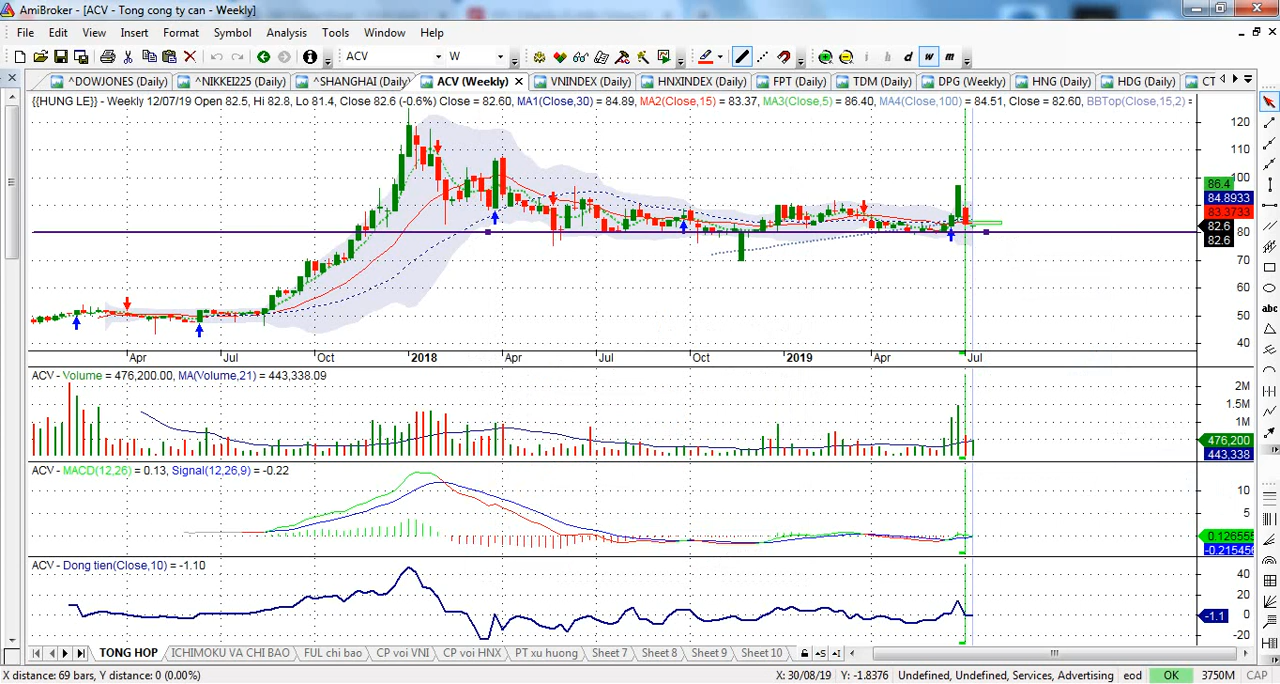 AmiBroker - [ACV - Tong cong ty can - Weekly]
File Edit View Insert Format Symbol Analysis Tools Window Help
ACV W i h d w m
^DOWJONES (Daily) ^NIKKEI225 (Daily) ^SHANGHAI (Daily) ACV (Weekly) VNINDEX (Daily) HNXINDEX (Daily) FPT (Daily) TDM (Daily) DPG (Weekly) HNG (Daily) HDG (Daily) CT
{{HUNG LE}} - Weekly 12/07/19 Open 82.5, Hi 82.8, Lo 81.4, Close 82.6 (-0.6%) Close = 82.60, MA1(Close,30) = 84.89, MA2(Close,15) = 83.37, MA3(Close,5) = 86.40, MA4(Close,100) = 84.51, Close = 82.60, BBTop(Close,15,2) =
120
110
100
90
86.4
84.8933
83.3733
82.6
80
82.6
70
60
50
40
Apr Jul Oct 2018 Apr Jul Oct 2019 Apr Jul
ACV - Volume = 476,200.00, MA(Volume,21) = 443,338.09
2M
1.5M
1M
476,200
443,338
ACV - MACD(12,26) = 0.13, Signal(12,26,9) = -0.22
10
5
0.126555
-0.215456
ACV - Dong tien(Close,10) = -1.10
40
20
0
-1.1
-20
TONG HOP ICHIMOKU VA CHI BAO FUL chi bao CP voi VNI CP voi HNX PT xu huong Sheet 7 Sheet 8 Sheet 9 Sheet 10
X distance: 69 bars, Y distance: 0 (0.00%) X: 30/08/19 Y: -1.8376 Undefined, Undefined, Services, Advertising eod OK 3750M CAP
abc